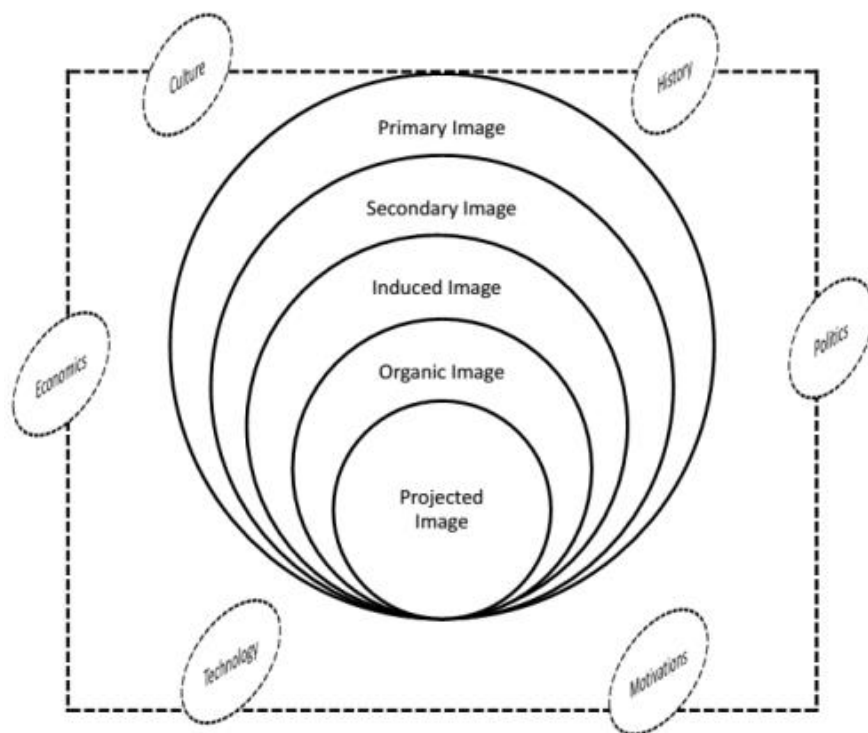 Culture
History
Primary Image
Secondary Image
Induced Image
Organic Image
Economics
Politics
Projected
Image
Technology
Motivations